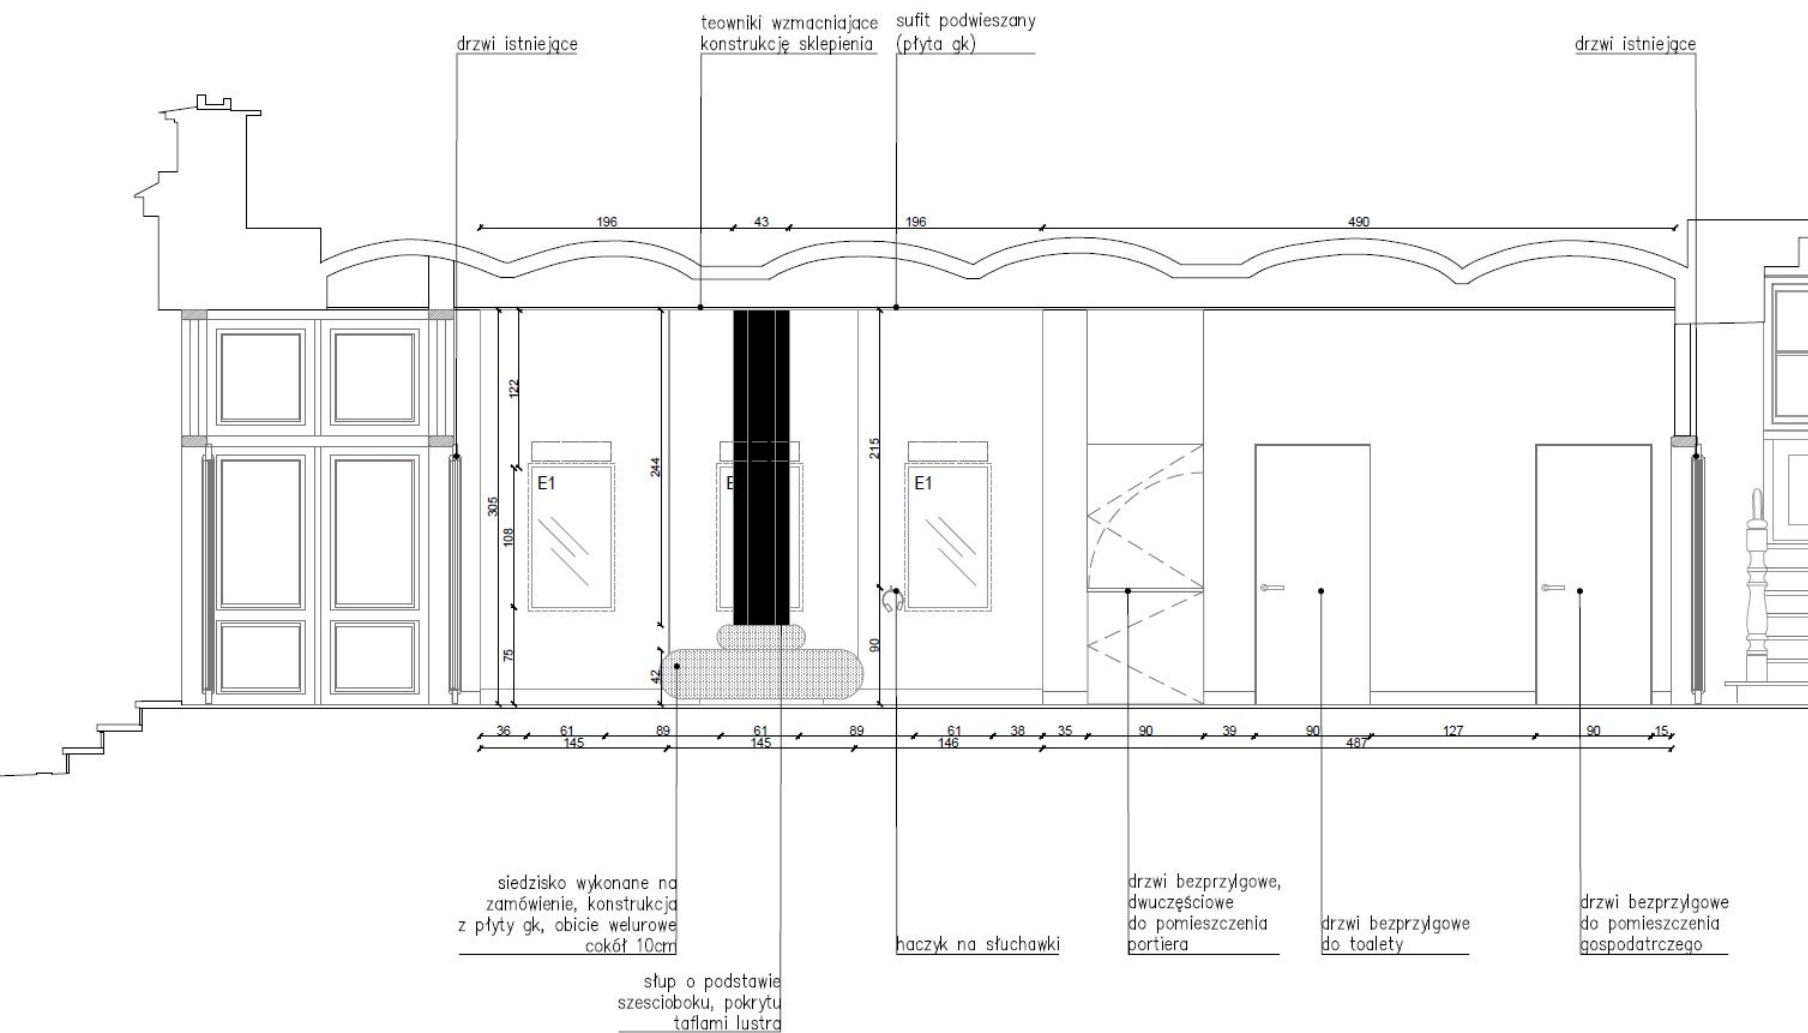 teowniki wzmacniajace
konstrukcję sklepienia
sufit podwieszany
(płyta gk)
drzwi istniejące
drzwi istniejące
196
43
196
490
122
244
215
305
108
E1
E
E1
75
42
90
36
61
89
61
89
61
38
35
90
39
90
127
90
15
145
145
146
487
siedzisko wykonane na
zamówienie, konstrukcja
z płyty gk, obicie welurowe
cokół 10cm
haczyk na słuchawki
drzwi bezprzylgowe,
dwuczęściowe
do pomieszczenia
portiera
drzwi bezprzylgowe
do toalety
drzwi bezprzylgowe
do pomieszczenia
gospodatrczego
słup o podstawie
szescioboku, pokrytu
taflami lustra